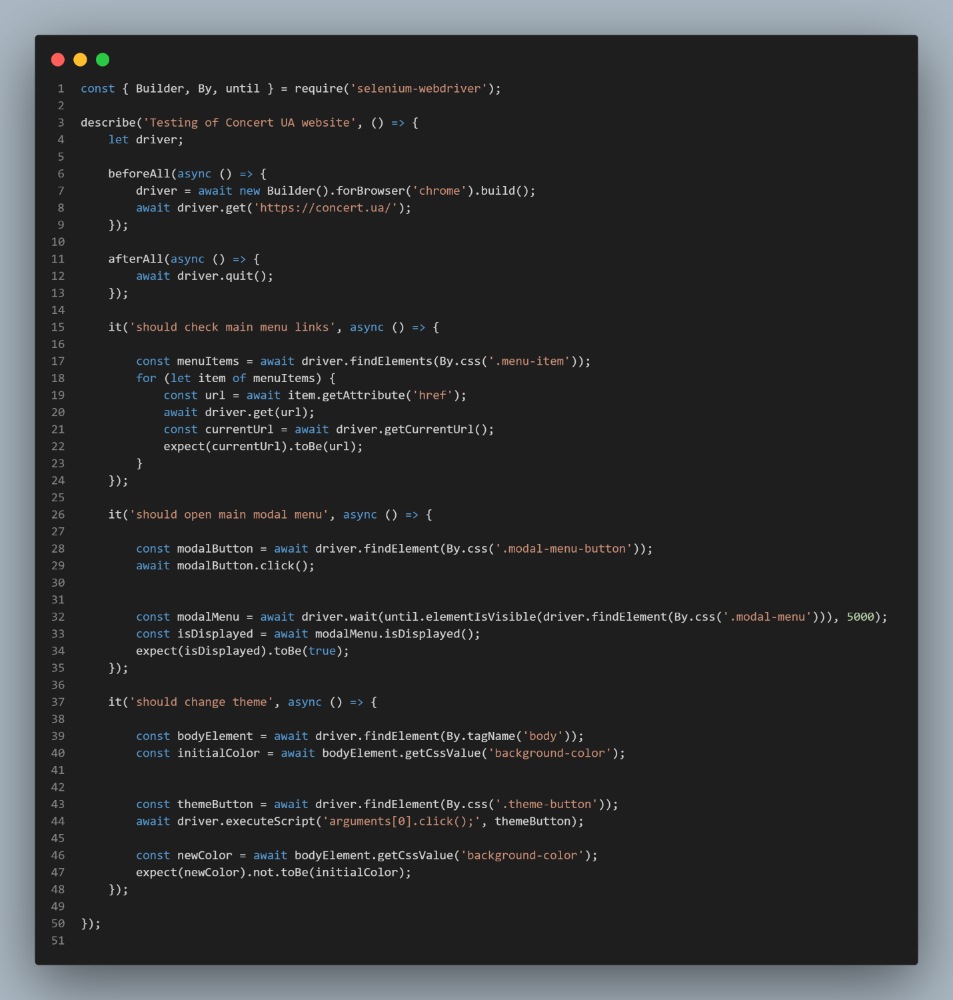 1 const { Builder, By, until } = require('selenium-webdriver');
2
3 describe('Testing of Concert UA website', () => {
4     let driver;
5
6     beforeAll(async () => {
7         driver = await new Builder().forBrowser('chrome').build();
8         await driver.get('https://concert.ua/');
9     });
10
11     afterAll(async () => {
12         await driver.quit();
13     });
14
15     it('should check main menu links', async () => {
16
17         const menuItems = await driver.findElements(By.css('.menu-item'));
18         for (let item of menuItems) {
19             const url = await item.getAttribute('href');
20             await driver.get(url);
21             const currentUrl = await driver.getCurrentUrl();
22             expect(currentUrl).toBe(url);
23         }
24     });
25
26     it('should open main modal menu', async () => {
27
28         const modalButton = await driver.findElement(By.css('.modal-menu-button'));
29         await modalButton.click();
30
31
32         const modalMenu = await driver.wait(until.elementIsVisible(driver.findElement(By.css('.modal-menu'))), 5000);
33         const isDisplayed = await modalMenu.isDisplayed();
34         expect(isDisplayed).toBe(true);
35     });
36
37     it('should change theme', async () => {
38
39         const bodyElement = await driver.findElement(By.tagName('body'));
40         const initialColor = await bodyElement.getCssValue('background-color');
41
42
43         const themeButton = await driver.findElement(By.css('.theme-button'));
44         await driver.executeScript('arguments[0].click();', themeButton);
45
46         const newColor = await bodyElement.getCssValue('background-color');
47         expect(newColor).not.toBe(initialColor);
48     });
49
50 });
51